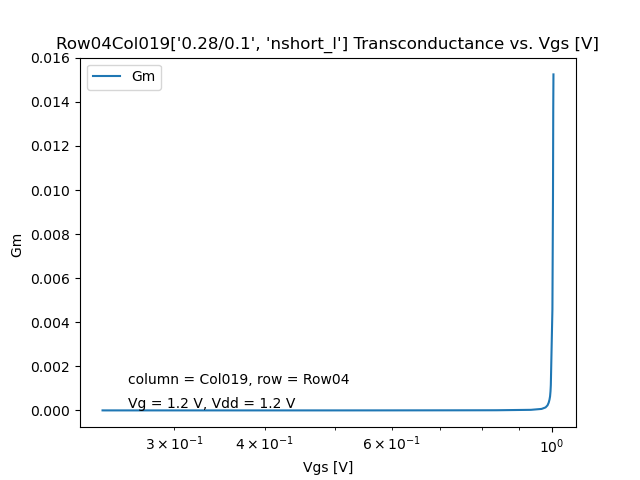 Row04Col019['0.28/0.1', 'nshort_l'] Transconductance vs. Vgs [V]
Gm
0.016
0.014
0.012
0.010
0.008
0.006
0.004
0.002
0.000
Gm
column = Col019, row = Row04
Vg = 1.2 V, Vdd = 1.2 V
3 × 10⁻¹
4 × 10⁻¹
6 × 10⁻¹
10⁰
Vgs [V]